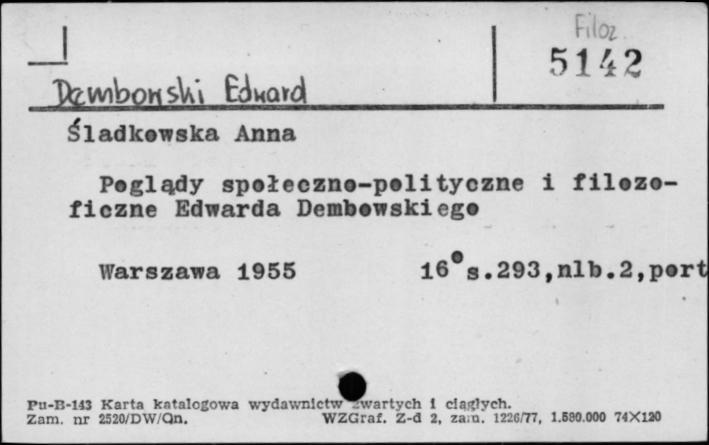 Filoz.
5142
Dembowski Edward
Śladkowska Anna
Poglądy społeczno-polityczne i filozo-
ficzne Edwarda Dembowskiego
Warszawa 1955 16° s.293,nlb.2,port
Pu-B-143 Karta katalogowa wydawnictw zwartych i ciągłych.
Zam. nr 2520/DW/Qn. WZGraf. Z-d 2, zam. 1226/77, 1.580.000 74X120